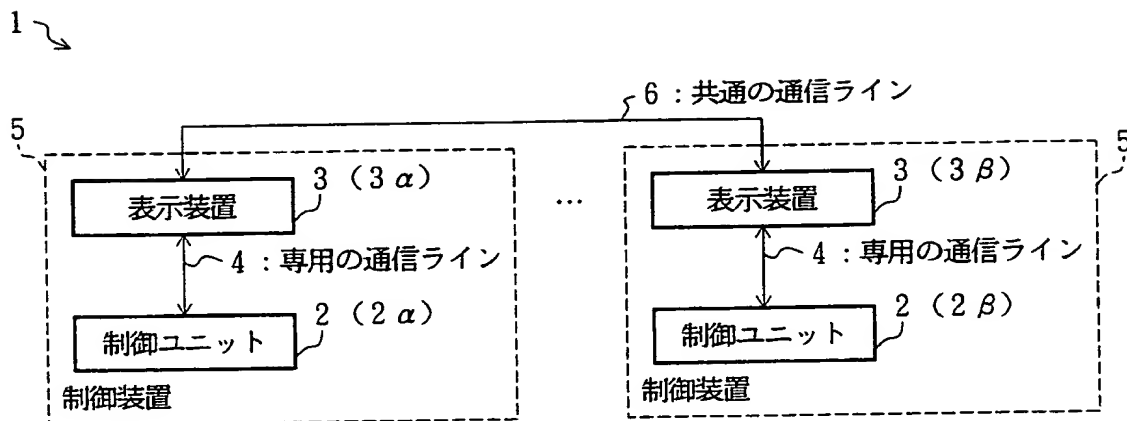 1
6：共通の通信ライン
5
5
3（3α）
表示装置
…
3（3β）
表示装置
4：専用の通信ライン
4：専用の通信ライン
2（2α）
制御ユニット
2（2β）
制御ユニット
制御装置
制御装置